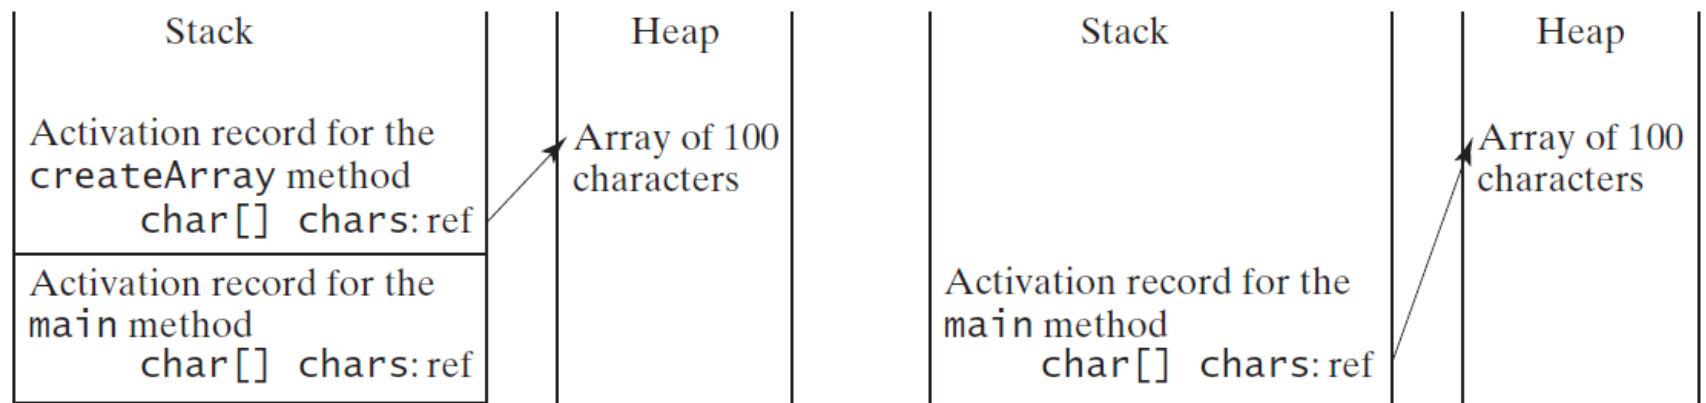 Stack
Heap
Activation record for the
createArray method
char[] chars: ref
Array of 100
characters
Activation record for the
main method
char[] chars: ref
Stack
Heap
Array of 100
characters
Activation record for the
main method
char[] chars: ref